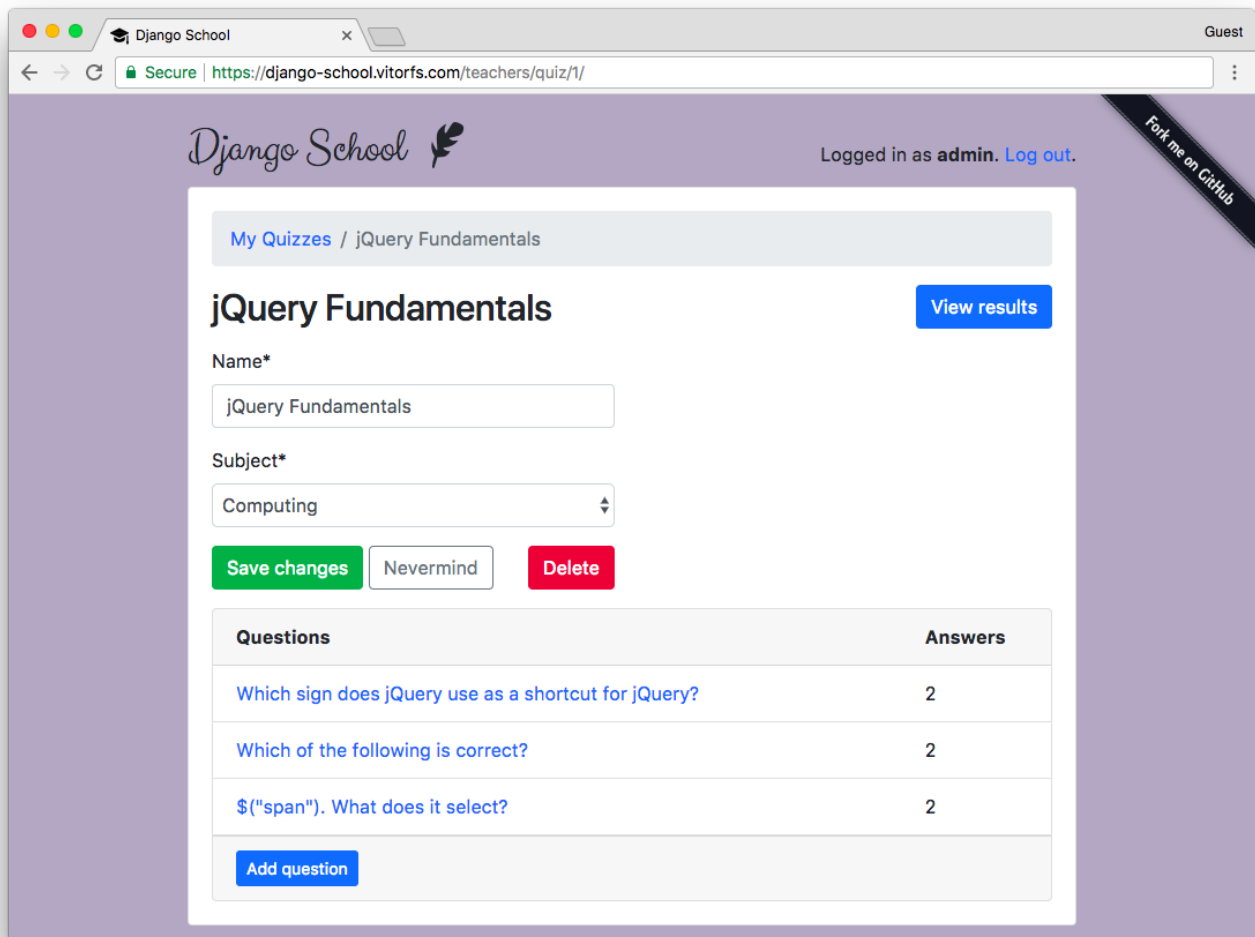 Django School
Guest
Secure https://django-school.vitorfs.com/teachers/quiz/1/
Django School
Logged in as admin. Log out.
Fork me on GitHub
My Quizzes / jQuery Fundamentals
jQuery Fundamentals
View results
Name*
jQuery Fundamentals
Subject*
Computing
Save changes Nevermind Delete
Questions Answers
Which sign does jQuery use as a shortcut for jQuery? 2
Which of the following is correct? 2
$("span"). What does it select? 2
Add question